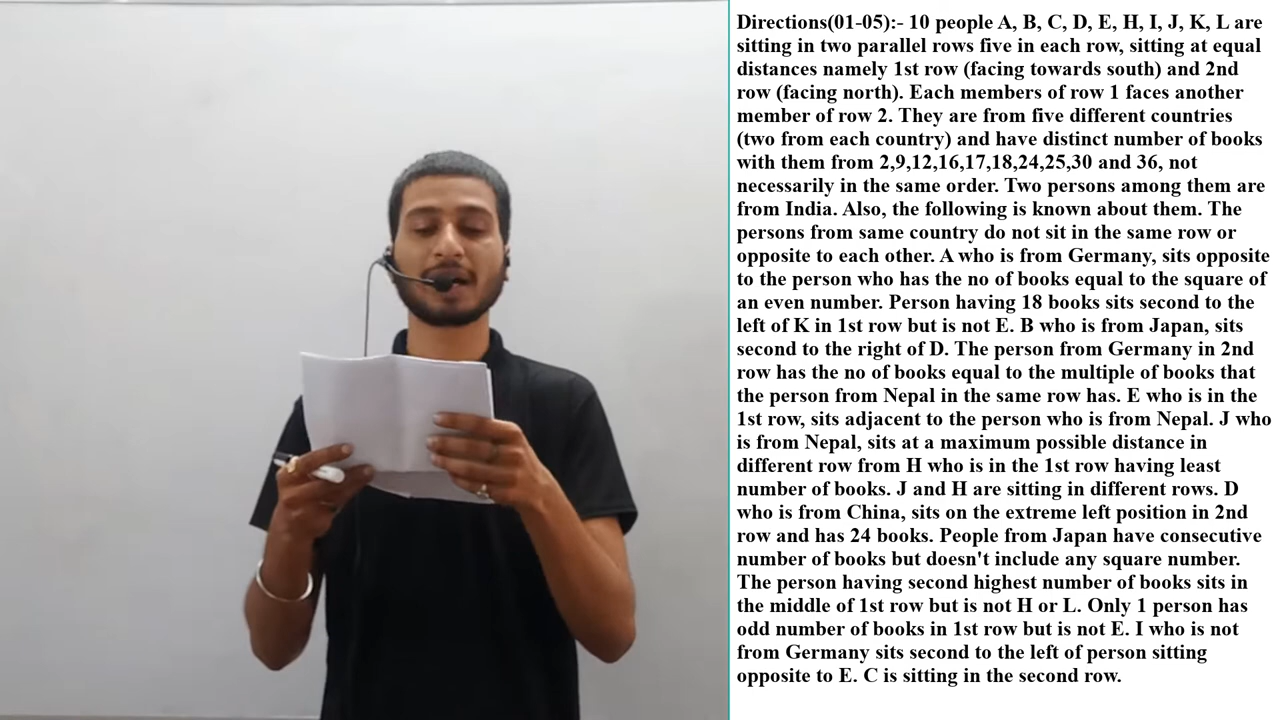 Directions(01-05):- 10 people A, B, C, D, E, H, I, J, K, L are
sitting in two parallel rows five in each row, sitting at equal
distances namely 1st row (facing towards south) and 2nd
row (facing north). Each members of row 1 faces another
member of row 2. They are from five different countries
(two from each country) and have distinct number of books
with them from 2,9,12,16,17,18,24,25,30 and 36, not
necessarily in the same order. Two persons among them are
from India. Also, the following is known about them. The
persons from same country do not sit in the same row or
opposite to each other. A who is from Germany, sits opposite
to the person who has the no of books equal to the square of
an even number. Person having 18 books sits second to the
left of K in 1st row but is not E. B who is from Japan, sits
second to the right of D. The person from Germany in 2nd
row has the no of books equal to the multiple of books that
the person from Nepal in the same row has. E who is in the
1st row, sits adjacent to the person who is from Nepal. J who
is from Nepal, sits at a maximum possible distance in
different row from H who is in the 1st row having least
number of books. J and H are sitting in different rows. D
who is from China, sits on the extreme left position in 2nd
row and has 24 books. People from Japan have consecutive
number of books but doesn't include any square number.
The person having second highest number of books sits in
the middle of 1st row but is not H or L. Only 1 person has
odd number of books in 1st row but is not E. I who is not
from Germany sits second to the left of person sitting
opposite to E. C is sitting in the second row.